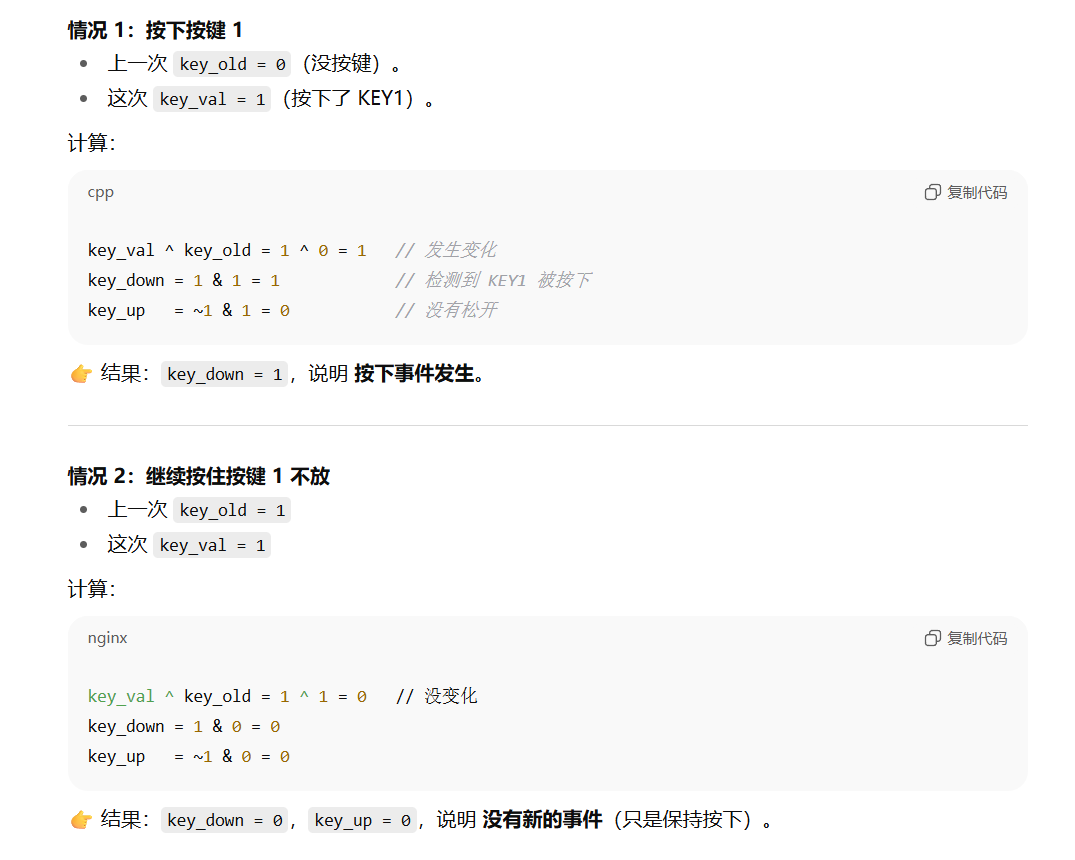 情况 1：按下按键 1
• 上一次 key_old = 0（没按键）。
• 这次 key_val = 1（按下了 KEY1）。
计算：
cpp 复制代码
key_val ^ key_old = 1 ^ 0 = 1   // 发生变化
key_down = 1 & 1 = 1            // 检测到 KEY1 被按下
key_up   = ~1 & 1 = 0           // 没有松开
👉 结果：key_down = 1，说明 按下事件发生。
情况 2：继续按住按键 1 不放
• 上一次 key_old = 1
• 这次 key_val = 1
计算：
nginx 复制代码
key_val ^ key_old = 1 ^ 1 = 0   // 没变化
key_down = 1 & 0 = 0
key_up   = ~1 & 0 = 0
👉 结果：key_down = 0，key_up = 0，说明 没有新的事件（只是保持按下）。